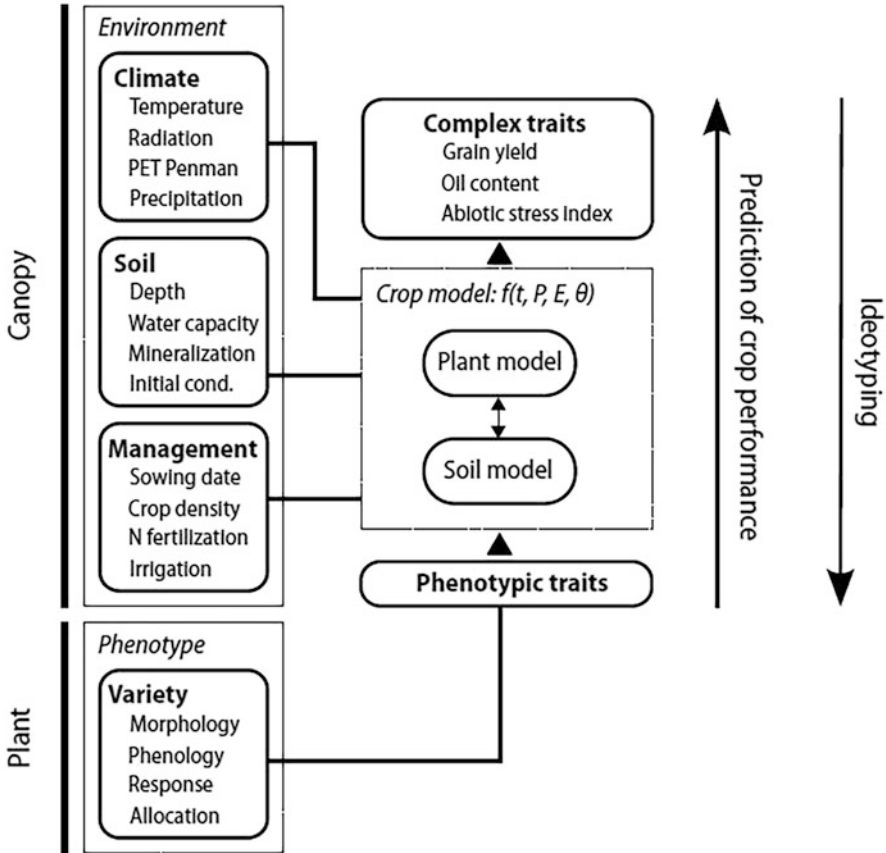 Canopy
Environment
Climate
Temperature
Radiation
PET Penman
Precipitation
Soil
Depth
Water capacity
Mineralization
Initial cond.
Management
Sowing date
Crop density
N fertilization
Irrigation
Complex traits
Grain yield
Oil content
Abiotic stress index
Crop model: f(t, P, E, θ)
Plant model
Soil model
Phenotypic traits
Prediction of crop performance
Ideotyping
Plant
Phenotype
Variety
Morphology
Phenology
Response
Allocation